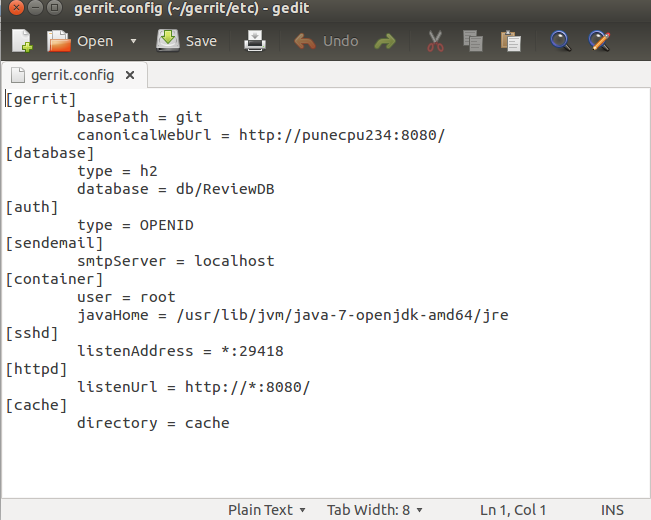 gerrit.config (~/gerrit/etc) - gedit
Open Save Undo
gerrit.config
[gerrit]
basePath = git
canonicalWebUrl = http://punecpu234:8080/
[database]
type = h2
database = db/ReviewDB
[auth]
type = OPENID
[sendemail]
smtpServer = localhost
[container]
user = root
javaHome = /usr/lib/jvm/java-7-openjdk-amd64/jre
[sshd]
listenAddress = *:29418
[httpd]
listenUrl = http://*:8080/
[cache]
directory = cache
Plain Text Tab Width: 8 Ln 1, Col 1 INS